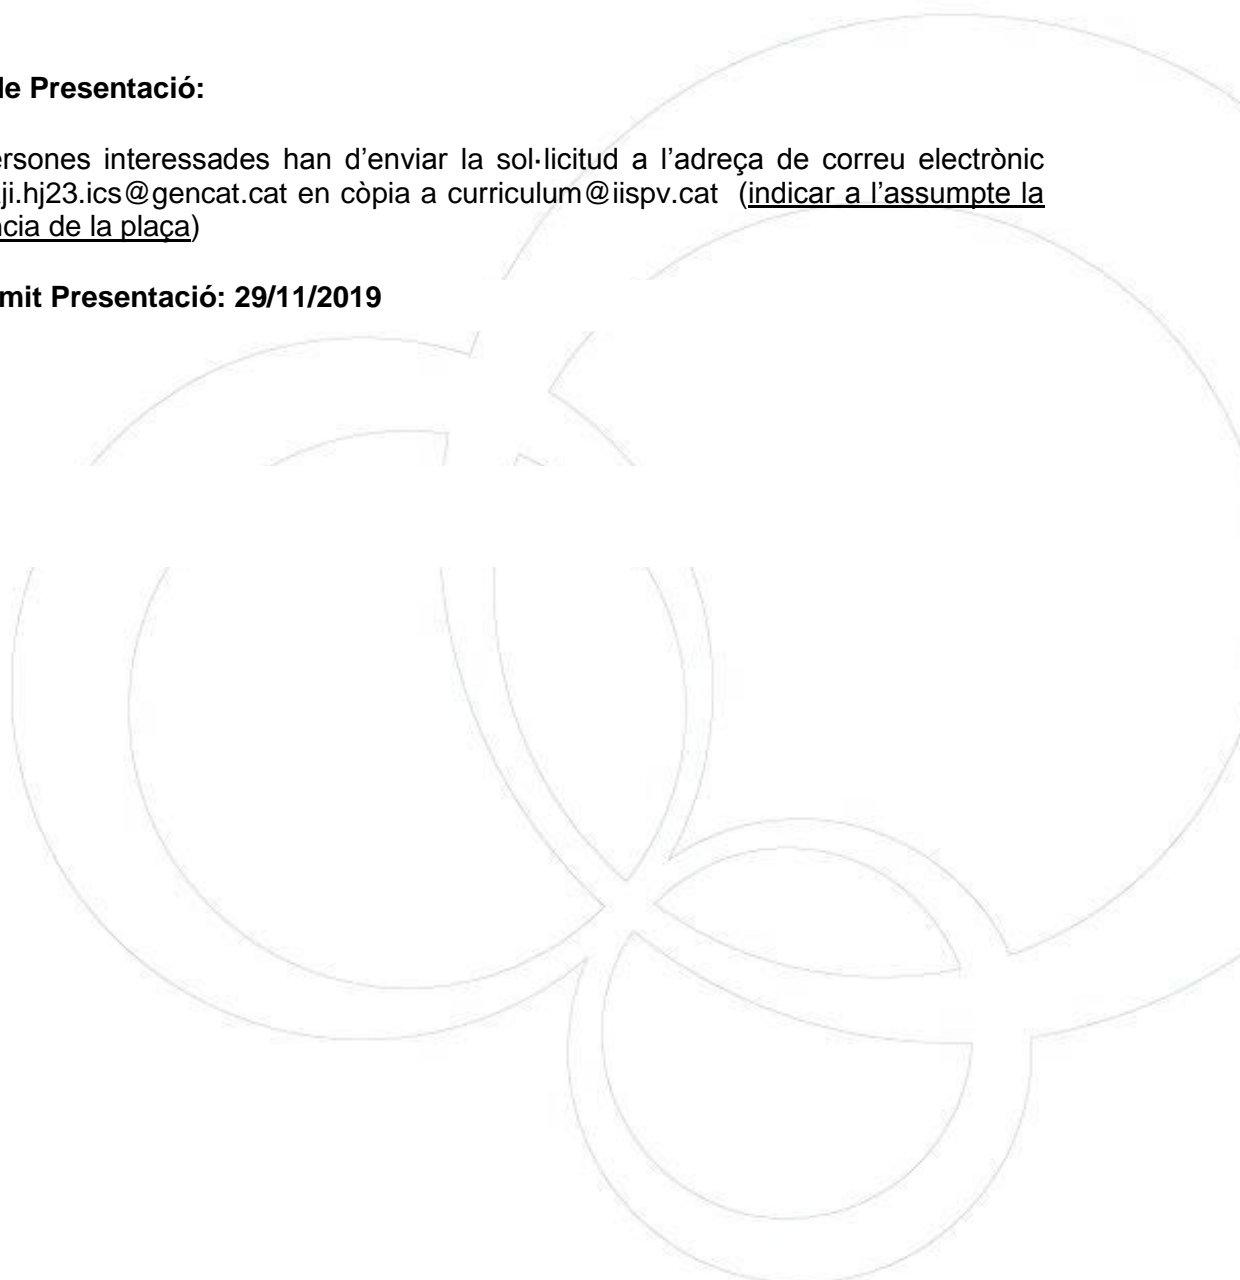 de Presentació:
ersones interessades han d’enviar la sol·licitud a l’adreça de correu electrònic
ji.hj23.ics@gencat.cat en còpia a curriculum@iispv.cat (indicar a l’assumpte la
ncia de la plaça)
mit Presentació: 29/11/2019